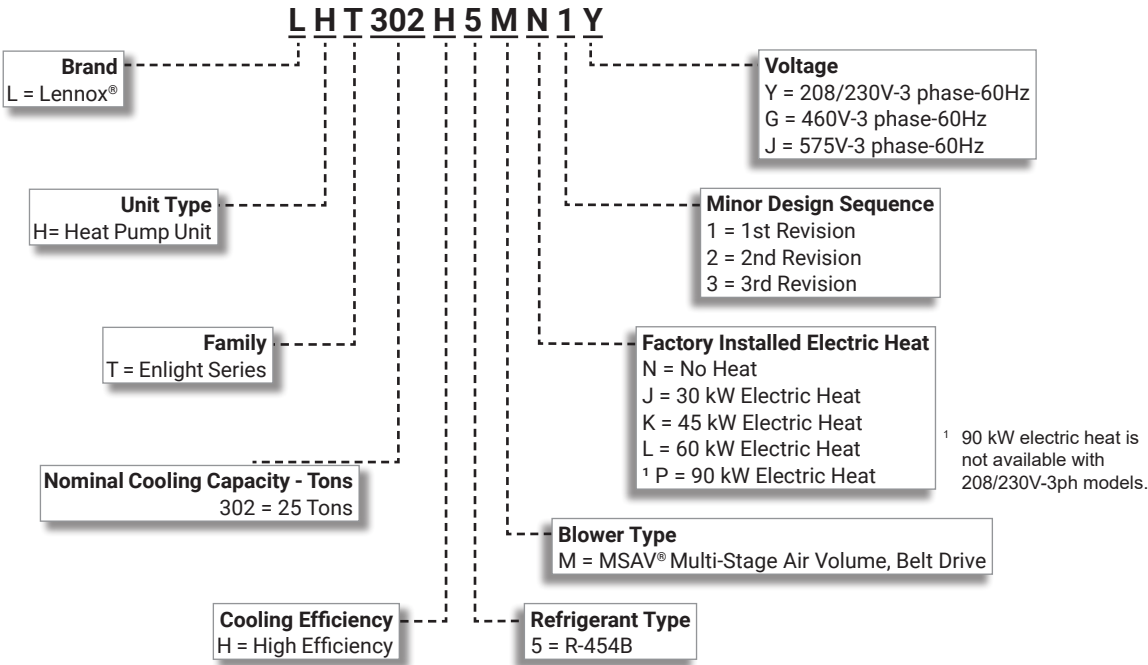 L H T 302 H 5 M N 1 Y
Brand
L = Lennox®
Unit Type
H= Heat Pump Unit
Family
T = Enlight Series
Nominal Cooling Capacity - Tons
302 = 25 Tons
Cooling Efficiency
H = High Efficiency
Voltage
Y = 208/230V-3 phase-60Hz
G = 460V-3 phase-60Hz
J = 575V-3 phase-60Hz
Minor Design Sequence
1 = 1st Revision
2 = 2nd Revision
3 = 3rd Revision
Factory Installed Electric Heat
N = No Heat
J = 30 kW Electric Heat
K = 45 kW Electric Heat
L = 60 kW Electric Heat
¹ P = 90 kW Electric Heat
¹ 90 kW electric heat is
not available with
208/230V-3ph models.
Blower Type
M = MSAV® Multi-Stage Air Volume, Belt Drive
Refrigerant Type
5 = R-454B